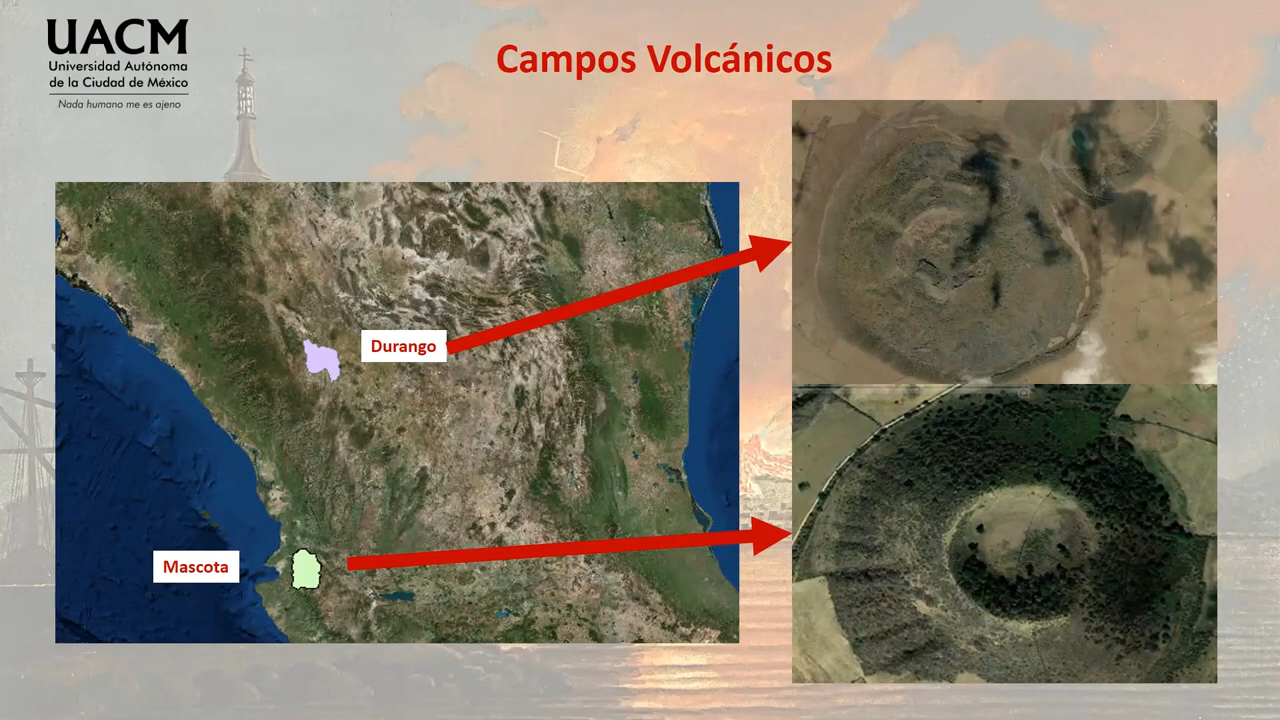 UACM
Universidad Autónoma
de la Ciudad de México
Nada humano me es ajeno
Campos Volcánicos
Durango
Mascota